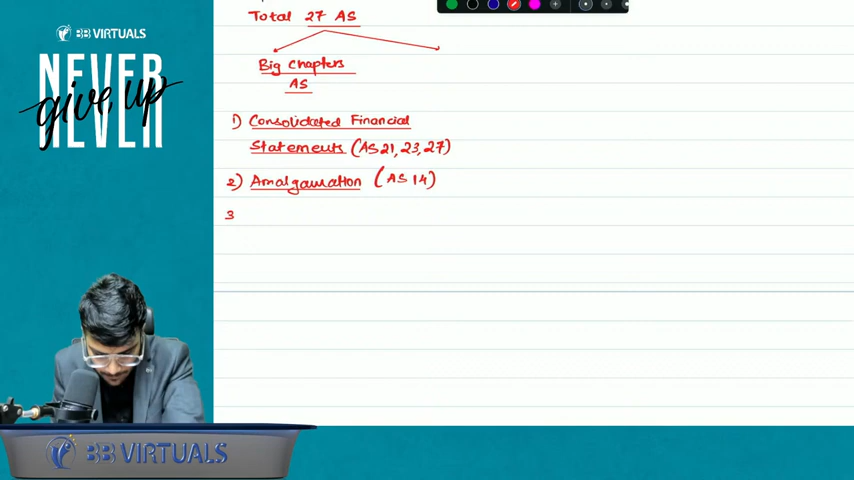 BB VIRTUALS
NEVER
give up
NEVER
Total 27 AS
Big Chapters
AS
1) Consolidated Financial
Statements (AS 21, 23, 27)
2) Amalgamation (AS 14)
3
BB VIRTUALS